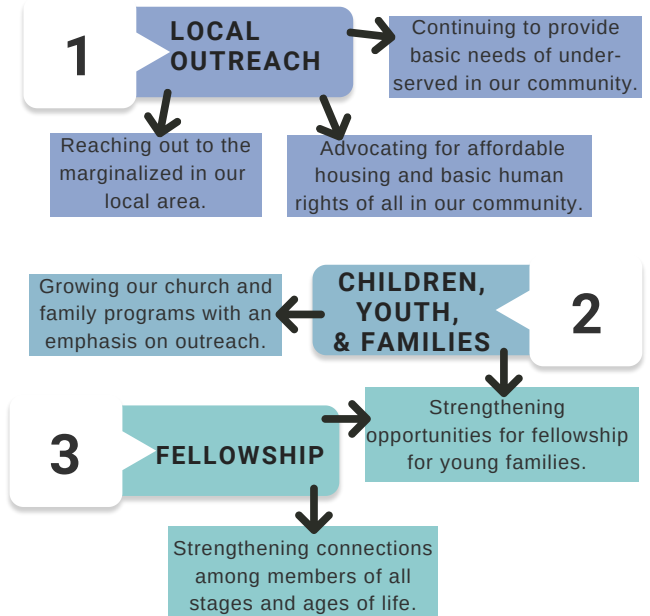 1
LOCAL
OUTREACH
Continuing to provide
basic needs of under-
served in our community.
Reaching out to the
marginalized in our
local area.
Advocating for affordable
housing and basic human
rights of all in our community.
Growing our church and
family programs with an
emphasis on outreach.
CHILDREN,
YOUTH,
& FAMILIES
2
Strengthening
opportunities for fellowship
for young families.
3
FELLOWSHIP
Strengthening connections
among members of all
stages and ages of life.